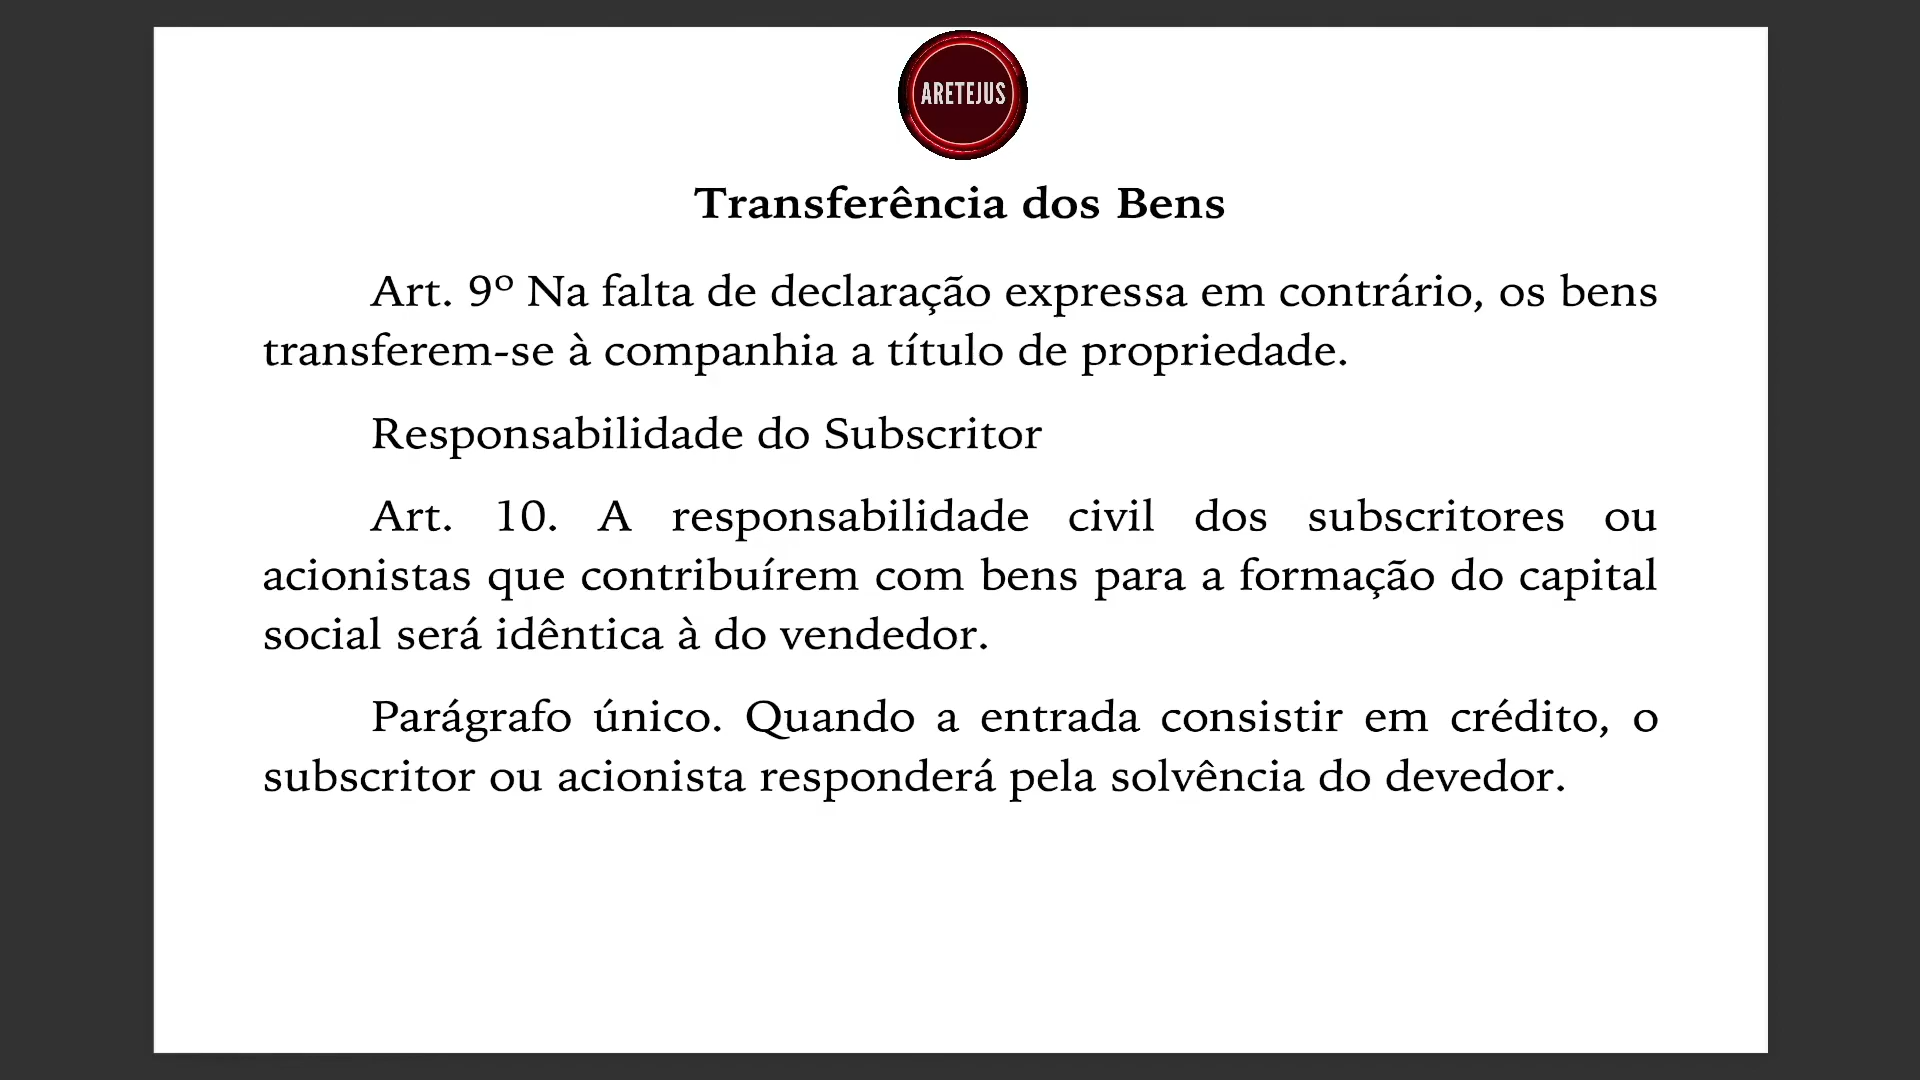 ARETEJUS
Transferência dos Bens
Art. 9º Na falta de declaração expressa em contrário, os bens
transferem-se à companhia a título de propriedade.
Responsabilidade do Subscritor
Art. 10. A responsabilidade civil dos subscritores ou
acionistas que contribuírem com bens para a formação do capital
social será idêntica à do vendedor.
Parágrafo único. Quando a entrada consistir em crédito, o
subscritor ou acionista responderá pela solvência do devedor.